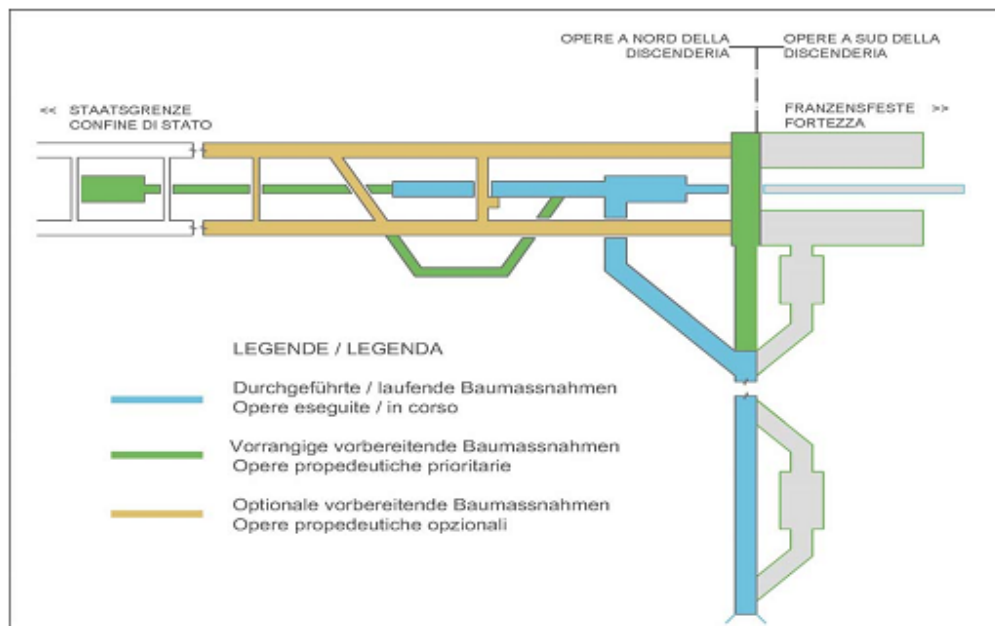 OPERE A NORD DELLA
DISCENDERIA
OPERE A SUD DELLA
DISCENDERIA
<< STAATSGRENZE
CONFINE DI STATO
FRANZENSFESTE >>
FORTEZZA
LEGENDE / LEGENDA
Durchgeführte / laufende Baumassnahmen
Opere eseguite / in corso
Vorrangige vorbereitende Baumassnahmen
Opere propedeutiche prioritarie
Optionale vorbereitende Baumassnahmen
Opere propedeutiche opzionali